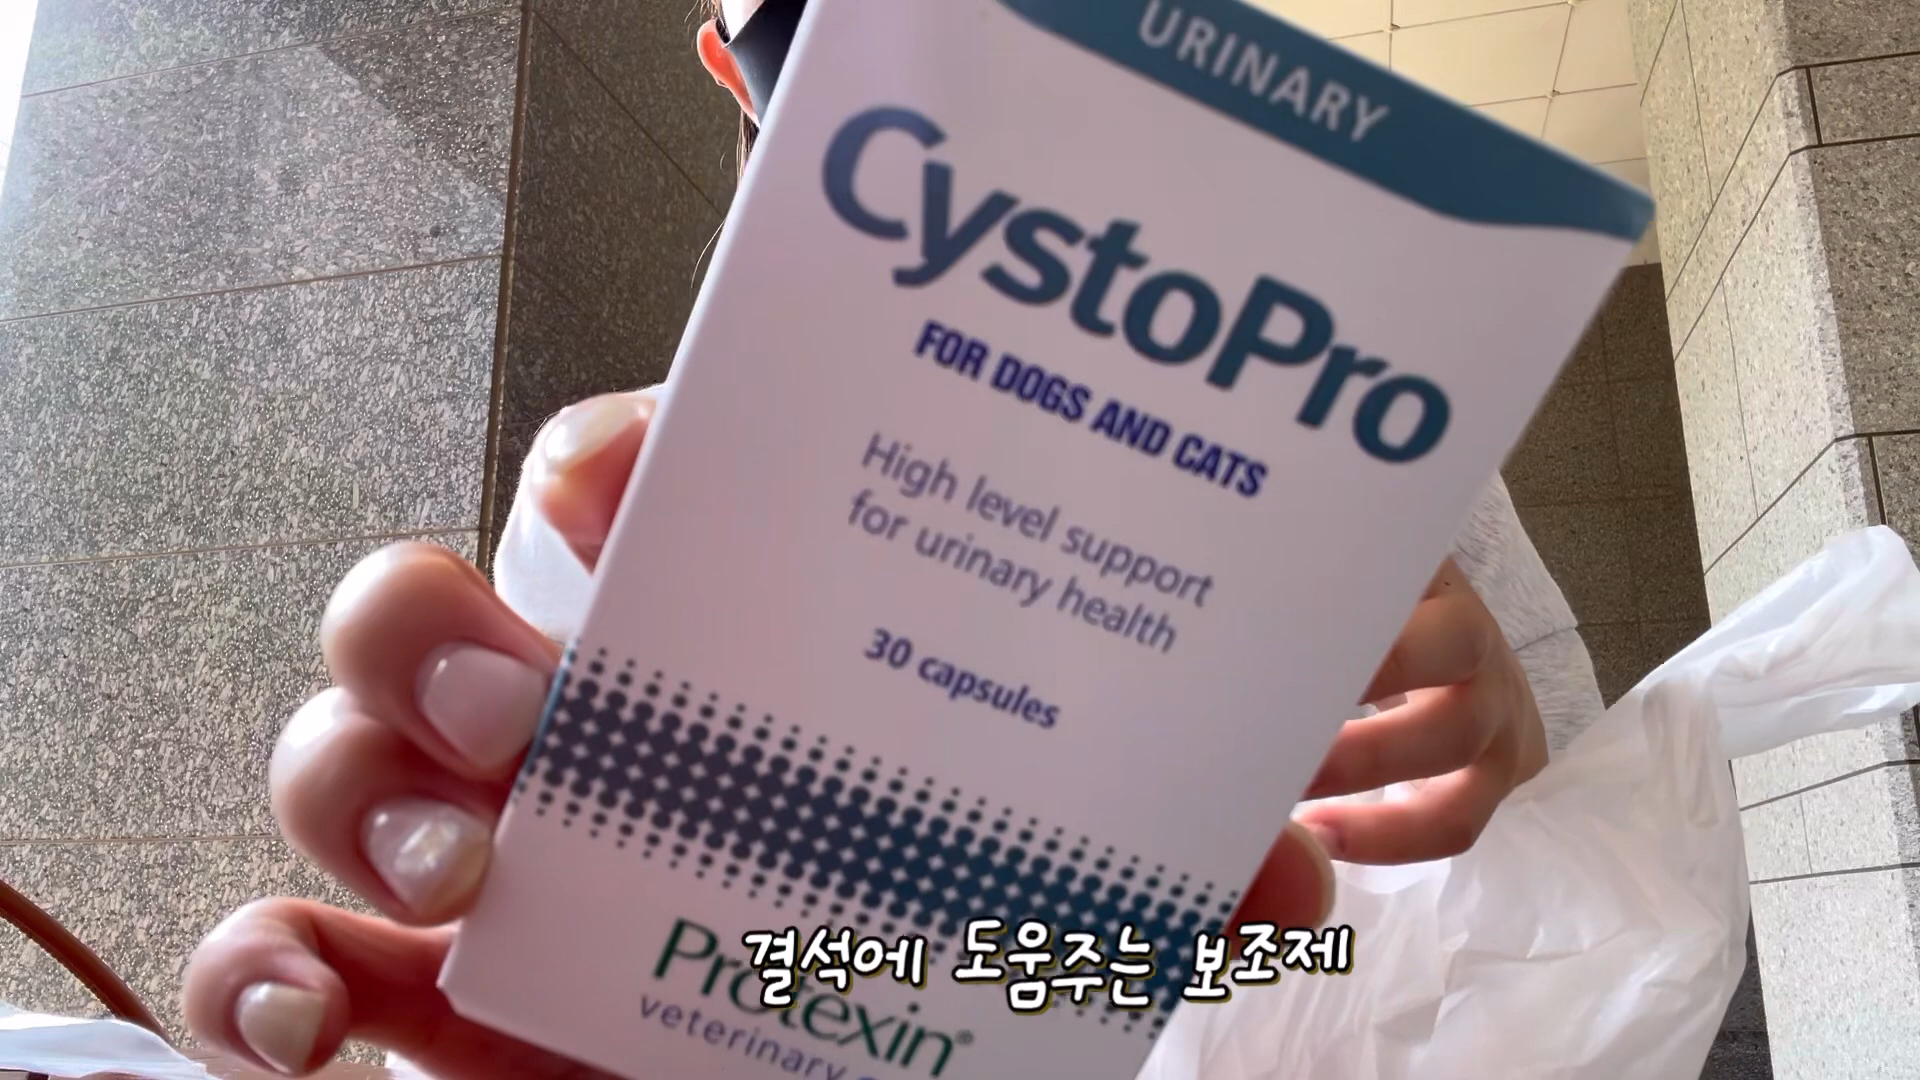 URINARY
CystoPro
FOR DOGS AND CATS
High level support
for urinary health
30 capsules
Protexin®
veterinary
결석에 도움주는 보조제